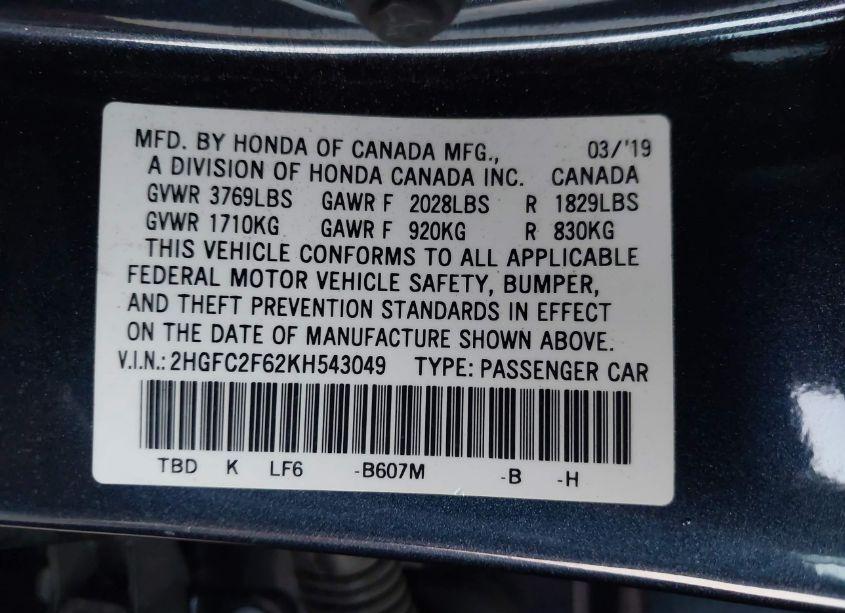 MFD. BY HONDA OF CANADA MFG., 03/'19
A DIVISION OF HONDA CANADA INC. CANADA
GVWR 3769LBS GAWR F 2028LBS R 1829LBS
GVWR 1710KG GAWR F 920KG R 830KG
THIS VEHICLE CONFORMS TO ALL APPLICABLE
FEDERAL MOTOR VEHICLE SAFETY, BUMPER,
AND THEFT PREVENTION STANDARDS IN EFFECT
ON THE DATE OF MANUFACTURE SHOWN ABOVE.
V.I.N.: 2HGFC2F62KH543049 TYPE: PASSENGER CAR
TBD K LF6 -B607M -B -H